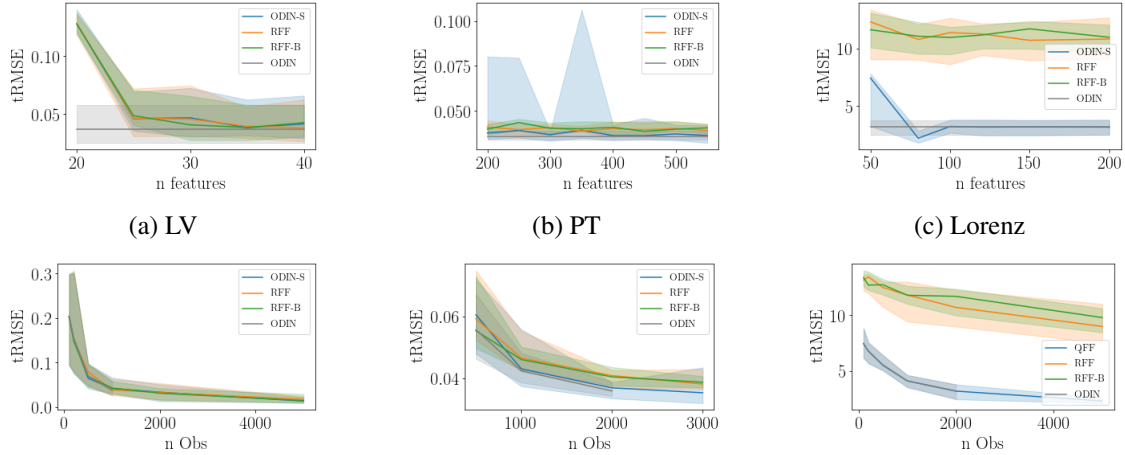 tRMSE
0.10
0.05
20
30
40
n features
ODIN-S
RFF
RFF-B
ODIN
(a) LV
tRMSE
0.100
0.075
0.050
200
300
400
500
n features
ODIN-S
RFF
RFF-B
ODIN
(b) PT
tRMSE
10
5
50
100
150
200
n features
ODIN-S
RFF
RFF-B
ODIN
(c) Lorenz
tRMSE
0.3
0.2
0.1
0.0
0
2000
4000
n Obs
ODIN-S
RFF
RFF-B
ODIN
tRMSE
0.06
0.04
1000
2000
3000
n Obs
ODIN-S
RFF
RFF-B
ODIN
tRMSE
10
5
0
2000
4000
n Obs
QFF
RFF
RFF-B
ODIN